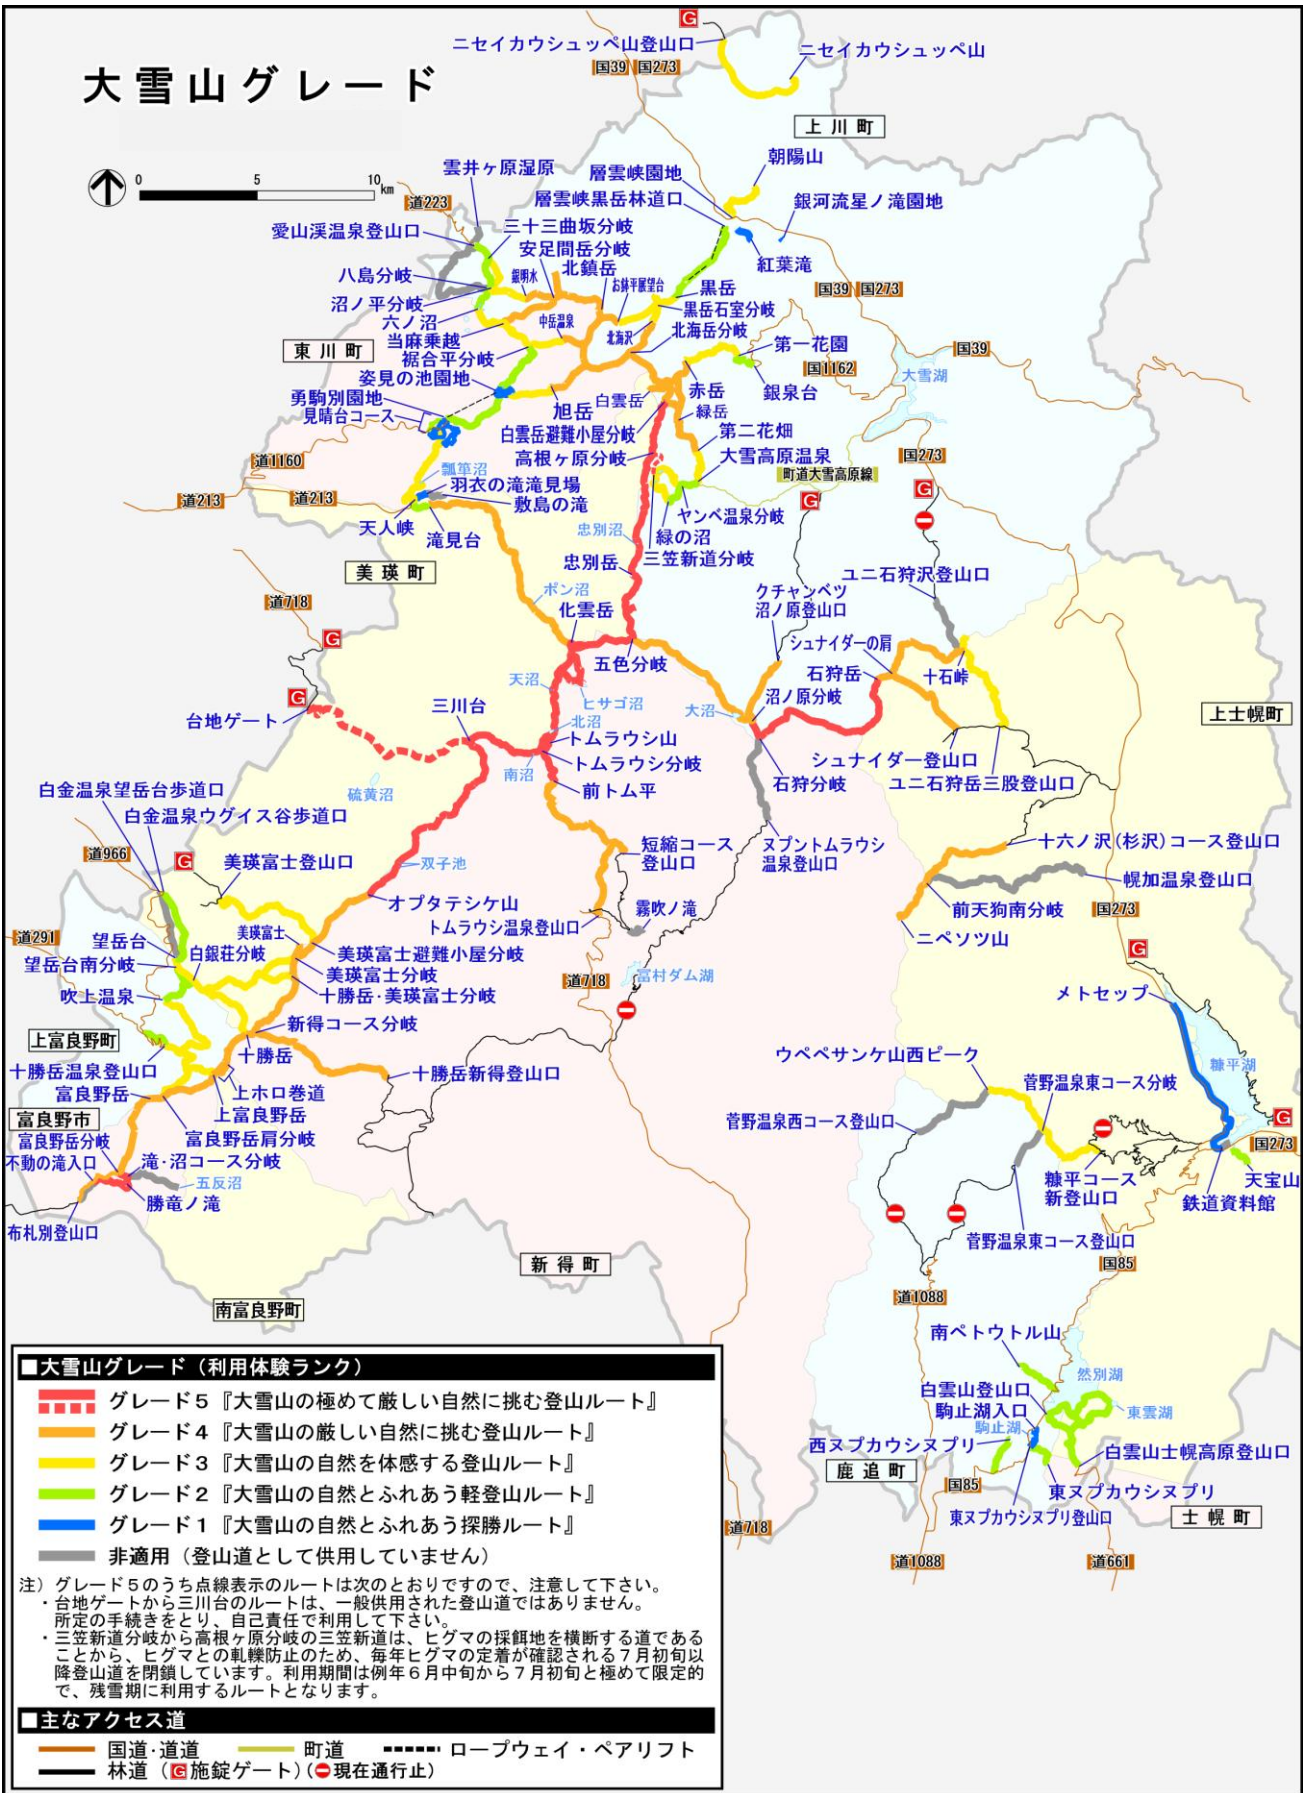 大雪山グレード
0
5
10
km
ニセイカウシュッペ山登山口
ニセイカウシュッペ山
G
国39
国273
上川町
朝陽山
層雲峡園地
層雲峡黒岳林道口
銀河流星ノ滝園地
紅葉滝
雲井ヶ原湿原
道223
愛山渓温泉登山口
三十三曲坂分岐
安足間岳分岐
北鎮岳
お鉢平展望台
八島分岐
銀明水
黒岳
黒岳石室分岐
国39
国273
沼ノ平分岐
六ノ沼
中岳温泉
北海沢
北海岳分岐
当麻乗越
東川町
裾合平分岐
第一花園
国1162
国39
大雪湖
姿見の池園地
銀泉台
赤岳
勇駒別園地
見晴台コース
旭岳
白雲岳
緑岳
白雲岳避難小屋分岐
第二花畑
高根ヶ原分岐
大雪高原温泉
国273
町道大雪高原線
G
G
道1160
瓢箪沼
羽衣の滝滝見場
道213
道213
敷島の滝
天人峡
滝見台
ヤンベ温泉分岐
緑の沼
三笠新道分岐
忠別沼
忠別岳
美瑛町
ユニ石狩沢登山口
クチャンベツ
沼ノ原登山口
道718
ポン沼
化雲岳
シュナイダーの肩
G
五色分岐
石狩岳
十石峠
G
台地ゲート
天沼
ヒサゴ沼
大沼
沼ノ原分岐
三川台
北沼
上士幌町
トムラウシ山
トムラウシ分岐
南沼
前トム平
シュナイダー登山口
石狩分岐
ユニ石狩岳三股登山口
硫黄沼
白金温泉望岳台歩道口
白金温泉ウグイス谷歩道口
道966
G
美瑛富士登山口
双子池
短縮コース
登山口
ヌプントムラウシ
温泉登山口
十六ノ沢(杉沢)コース登山口
幌加温泉登山口
オプタテシケ山
トムラウシ温泉登山口
霧吹ノ滝
前天狗南分岐
国273
ニペソツ山
道291
望岳台
美瑛富士
白銀荘分岐
美瑛富士避難小屋分岐
望岳台南分岐
美瑛富士分岐
十勝岳・美瑛富士分岐
吹上温泉
道718
富村ダム湖
G
メトセップ
上富良野町
新得コース分岐
十勝岳
十勝岳温泉登山口
十勝岳新得登山口
ウペペサンケ山西ピーク
菅野温泉東コース分岐
糠平湖
富良野岳
上ホロ巻道
上富良野岳
富良野市
菅野温泉西コース登山口
G
国273
富良野岳分岐
富良野岳肩分岐
不動の滝入口
滝・沼コース分岐
五反沼
勝竜ノ滝
糠平コース
新登山口
天宝山
鉄道資料館
布札別登山口
菅野温泉東コース登山口
新得町
国85
南富良野町
道1088
南ペトウトル山
然別湖
白雲山登山口
駒止湖入口
東雲湖
駒止湖
西ヌプカウシヌプリ
白雲山士幌高原登山口
鹿追町
国85
東ヌプカウシヌプリ
東ヌプカウシヌプリ登山口
士幌町
道718
道1088
道661
■大雪山グレード（利用体験ランク）
グレード5『大雪山の極めて厳しい自然に挑む登山ルート』
グレード4『大雪山の厳しい自然に挑む登山ルート』
グレード3『大雪山の自然を体感する登山ルート』
グレード2『大雪山の自然とふれあう軽登山ルート』
グレード1『大雪山の自然とふれあう探勝ルート』
非適用（登山道として供用していません）
注）グレード5のうち点線表示のルートは次のとおりですので、注意して下さい。
・台地ゲートから三川台のルートは、一般供用された登山道ではありません。
所定の手続きをとり、自己責任で利用して下さい。
・三笠新道分岐から高根ヶ原分岐の三笠新道は、ヒグマの採餌地を横断する道である
ことから、ヒグマとの軋轢防止のため、毎年ヒグマの定着が確認される7月初旬以
降登山道を閉鎖しています。利用期間は例年6月中旬から7月初旬と極めて限定的
で、残雪期に利用するルートとなります。
■主なアクセス道
国道・道道 町道 ロープウェイ・ペアリフト
林道（G施錠ゲート）（現在通行止）